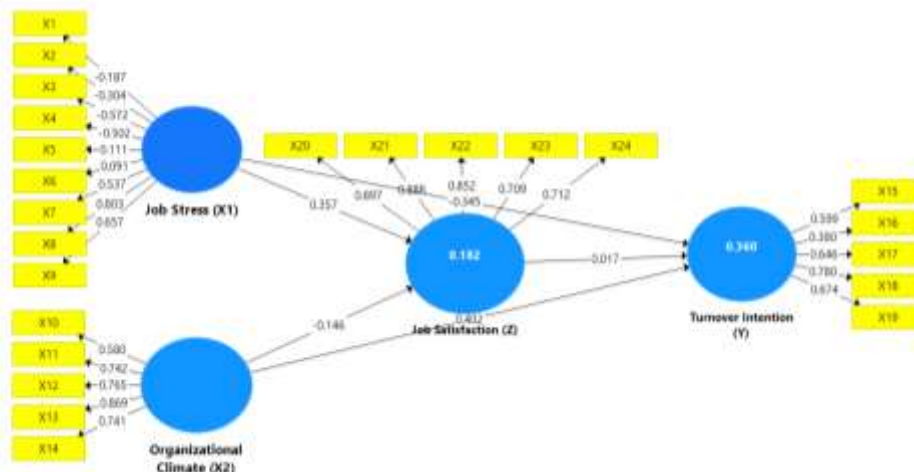 X1
X2
X3
X4
X5
X6
X7
X8
X9
-0.187
-0.304
-0.572
-0.111
0.091
0.537
0.803
0.657
Job Stress (X1)
X20
X21
X22
X23
X24
0.697
0.852
0.709
0.712
0.357
0.182
0.017
-0.146
0.402
Job Satisfaction (Z)
X10
X11
X12
X13
X14
0.580
0.742
0.765
0.869
0.741
Organizational
Climate (X2)
0.360
Turnover Intention
(Y)
X15
X16
X17
X18
X19
0.599
0.380
0.646
0.780
0.674